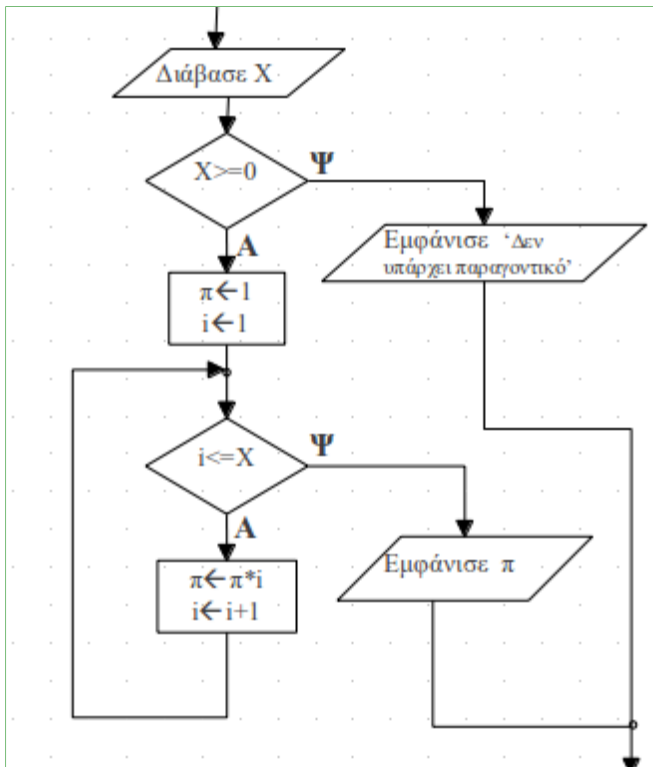 Διάβασε Χ
X>=0
Ψ
Α
Εμφάνισε ‘Δεν
υπάρχει παραγοντικό’
π←1
i←1
i<=X
Ψ
Α
Εμφάνισε π
π←π*i
i←i+1